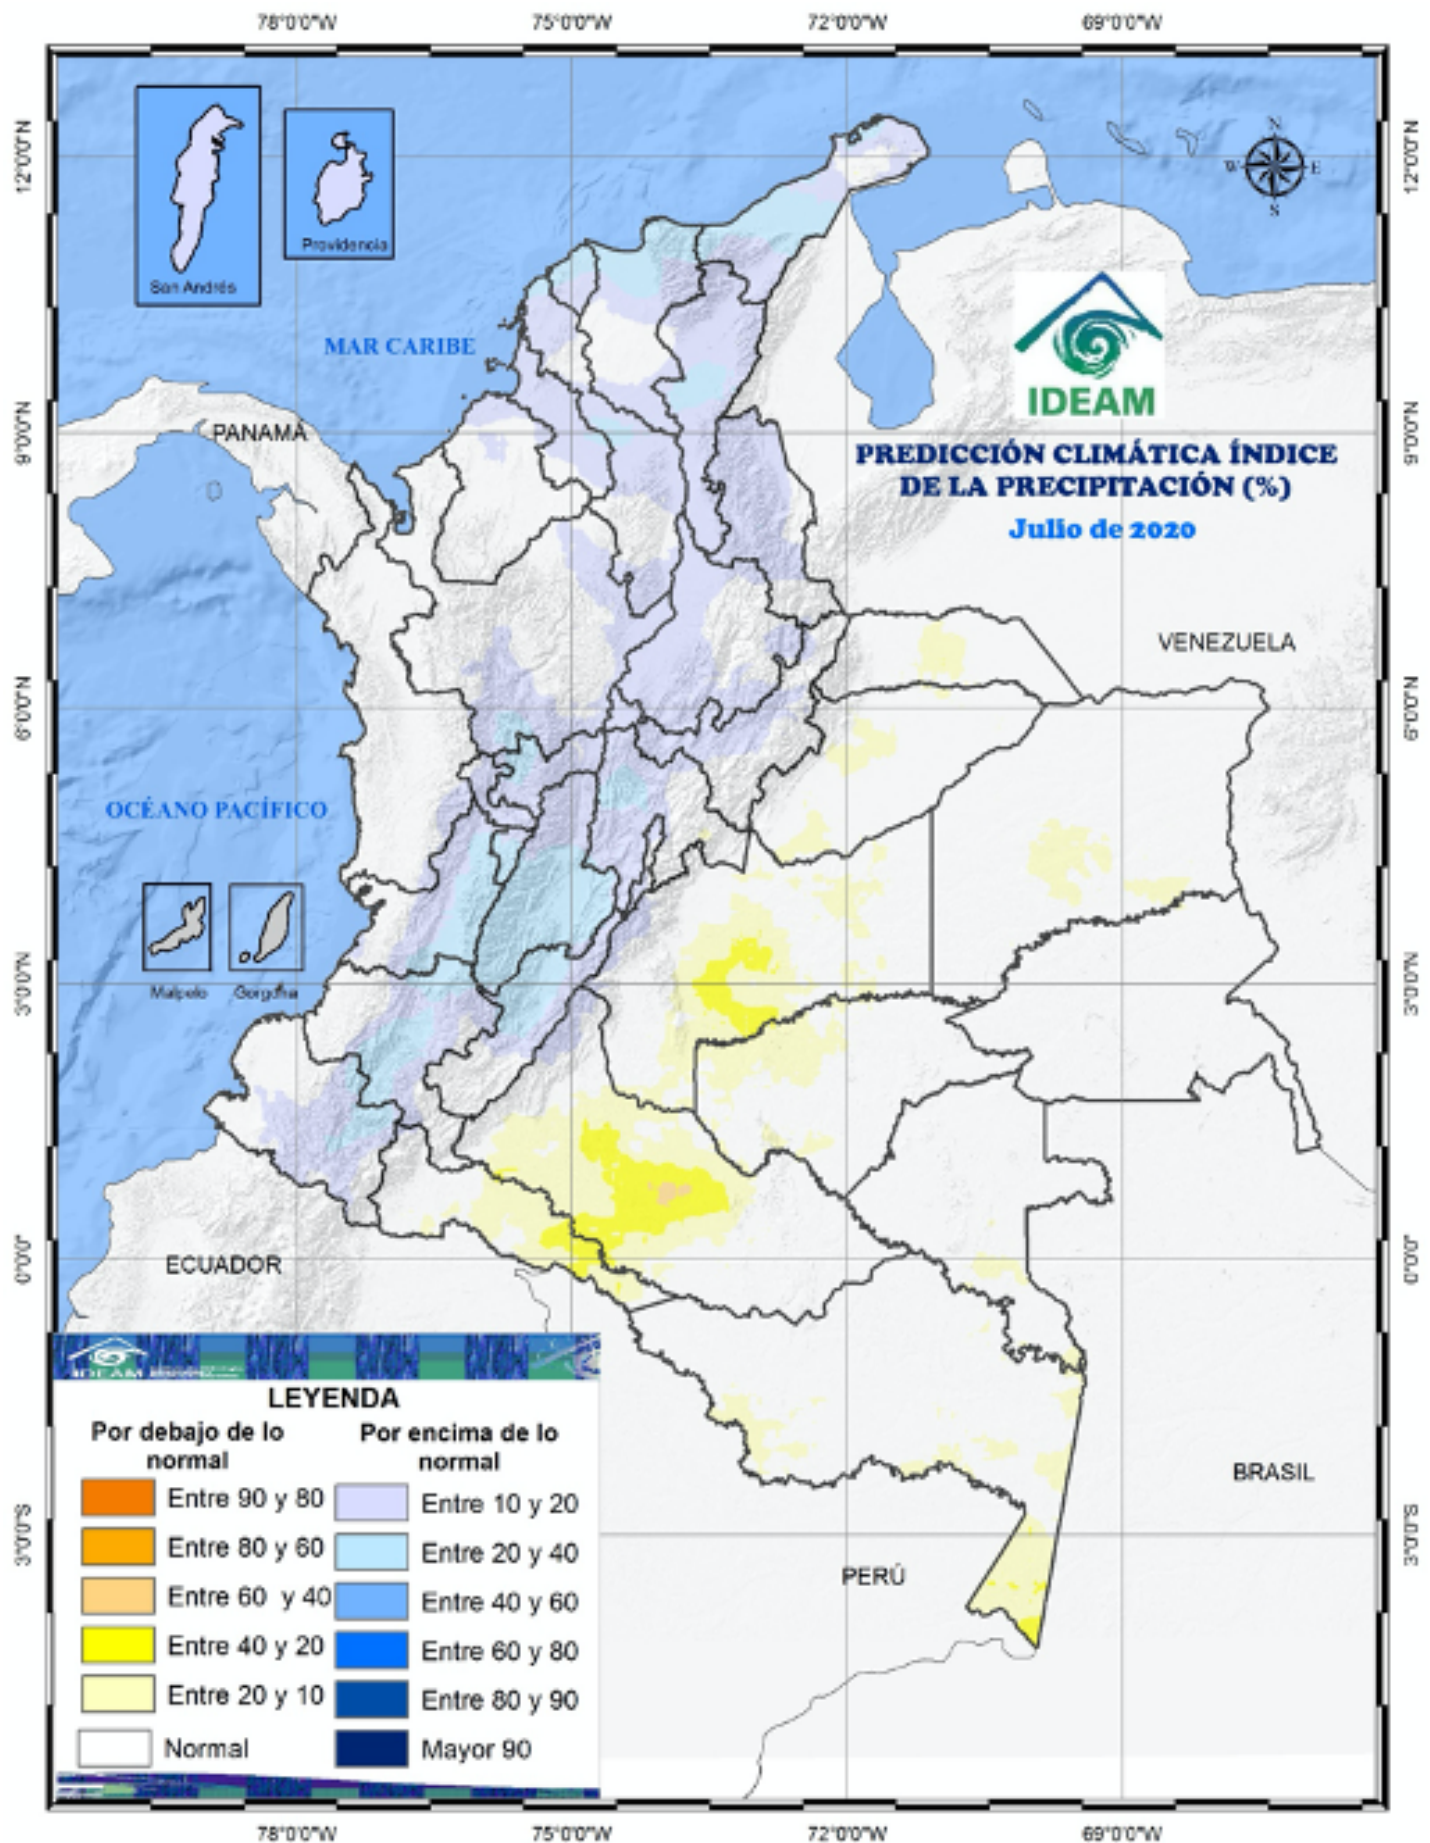 78°0'0"W 75°0'0"W 72°0'0"W 69°0'0"W
12°0'0"N 12°0'0"N
N
W E
S
San Andrés
Providencia
MAR CARIBE
IDEAM
9°0'0"N 9°0'0"N
PANAMÁ
PREDICCIÓN CLIMÁTICA ÍNDICE
DE LA PRECIPITACIÓN (%)
Julio de 2020
VENEZUELA
6°0'0"N 6°0'0"N
OCÉANO PACÍFICO
3°0'0"N 3°0'0"N
Malpelo
Gorgona
0°0'0" 0°0'0"
ECUADOR
IDEAM
LEYENDA
Por debajo de lo
normal
Entre 90 y 80
Entre 80 y 60
Entre 60 y 40
Entre 40 y 20
Entre 20 y 10
Normal
Por encima de lo
normal
Entre 10 y 20
Entre 20 y 40
Entre 40 y 60
Entre 60 y 80
Entre 80 y 90
Mayor 90
BRASIL
3°0'0"S 3°0'0"S
PERÚ
78°0'0"W 75°0'0"W 72°0'0"W 69°0'0"W